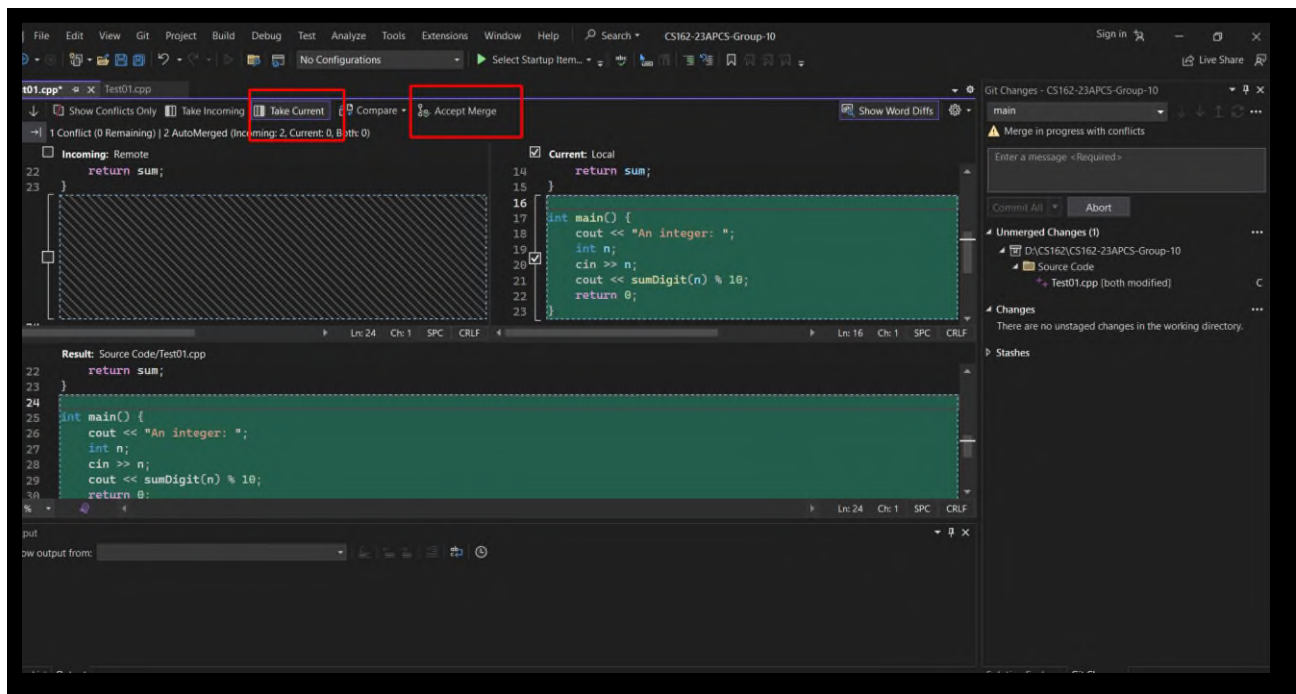 File Edit View Git Project Build Debug Test Analyze Tools Extensions Window Help Search CS162-23APCS-Group-10 Sign in
No Configurations Select Startup Item... Live Share
t01.cpp* Test01.cpp
Show Conflicts Only Take Incoming Take Current Compare Accept Merge Show Word Diffs
1 Conflict (0 Remaining) | 2 AutoMerged (Incoming: 2, Current: 0, Both: 0)
Incoming: Remote
22 return sum;
23 }
Ln: 24 Ch: 1 SPC CRLF
Current: Local
14 return sum;
15 }
16
17 int main() {
18 cout << "An integer: ";
19 int n;
20 cin >> n;
21 cout << sumDigit(n) % 10;
22 return 0;
23 }
Ln: 16 Ch: 1 SPC CRLF
Result: Source Code/Test01.cpp
22 return sum;
23 }
24
25 int main() {
26 cout << "An integer: ";
27 int n;
28 cin >> n;
29 cout << sumDigit(n) % 10;
30 return 0;
% Ln: 24 Ch: 1 SPC CRLF
put
ow output from:
Git Changes - CS162-23APCS-Group-10
main
Merge in progress with conflicts
Enter a message <Required>
Commit All Abort
Unmerged Changes (1)
D:\CS162\CS162-23APCS-Group-10
Source Code
Test01.cpp [both modified] C
Changes
There are no unstaged changes in the working directory.
Stashes